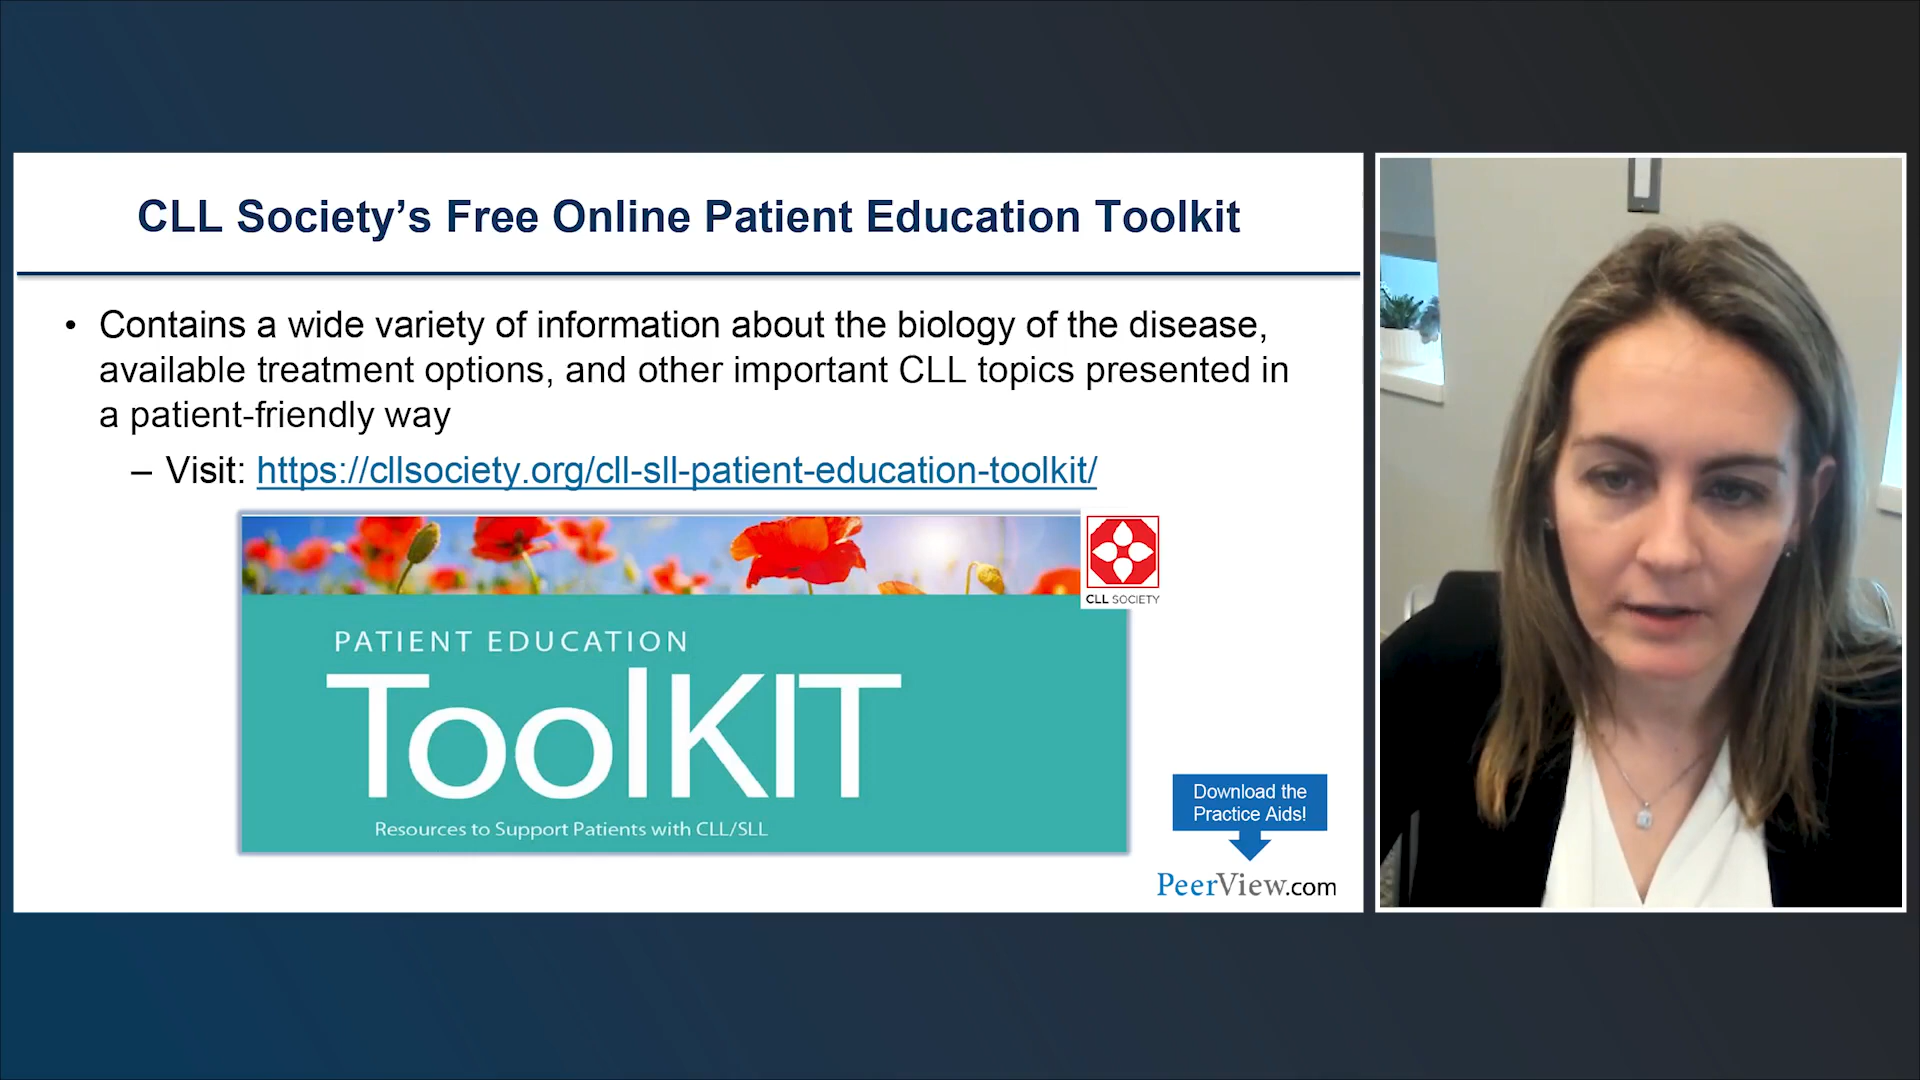 CLL Society’s Free Online Patient Education Toolkit
• Contains a wide variety of information about the biology of the disease,
available treatment options, and other important CLL topics presented in
a patient-friendly way
– Visit: https://cllsociety.org/cll-sll-patient-education-toolkit/
CLL SOCIETY
PATIENT EDUCATION
ToolKIT
Resources to Support Patients with CLL/SLL
Download the
Practice Aids!
PeerView.com